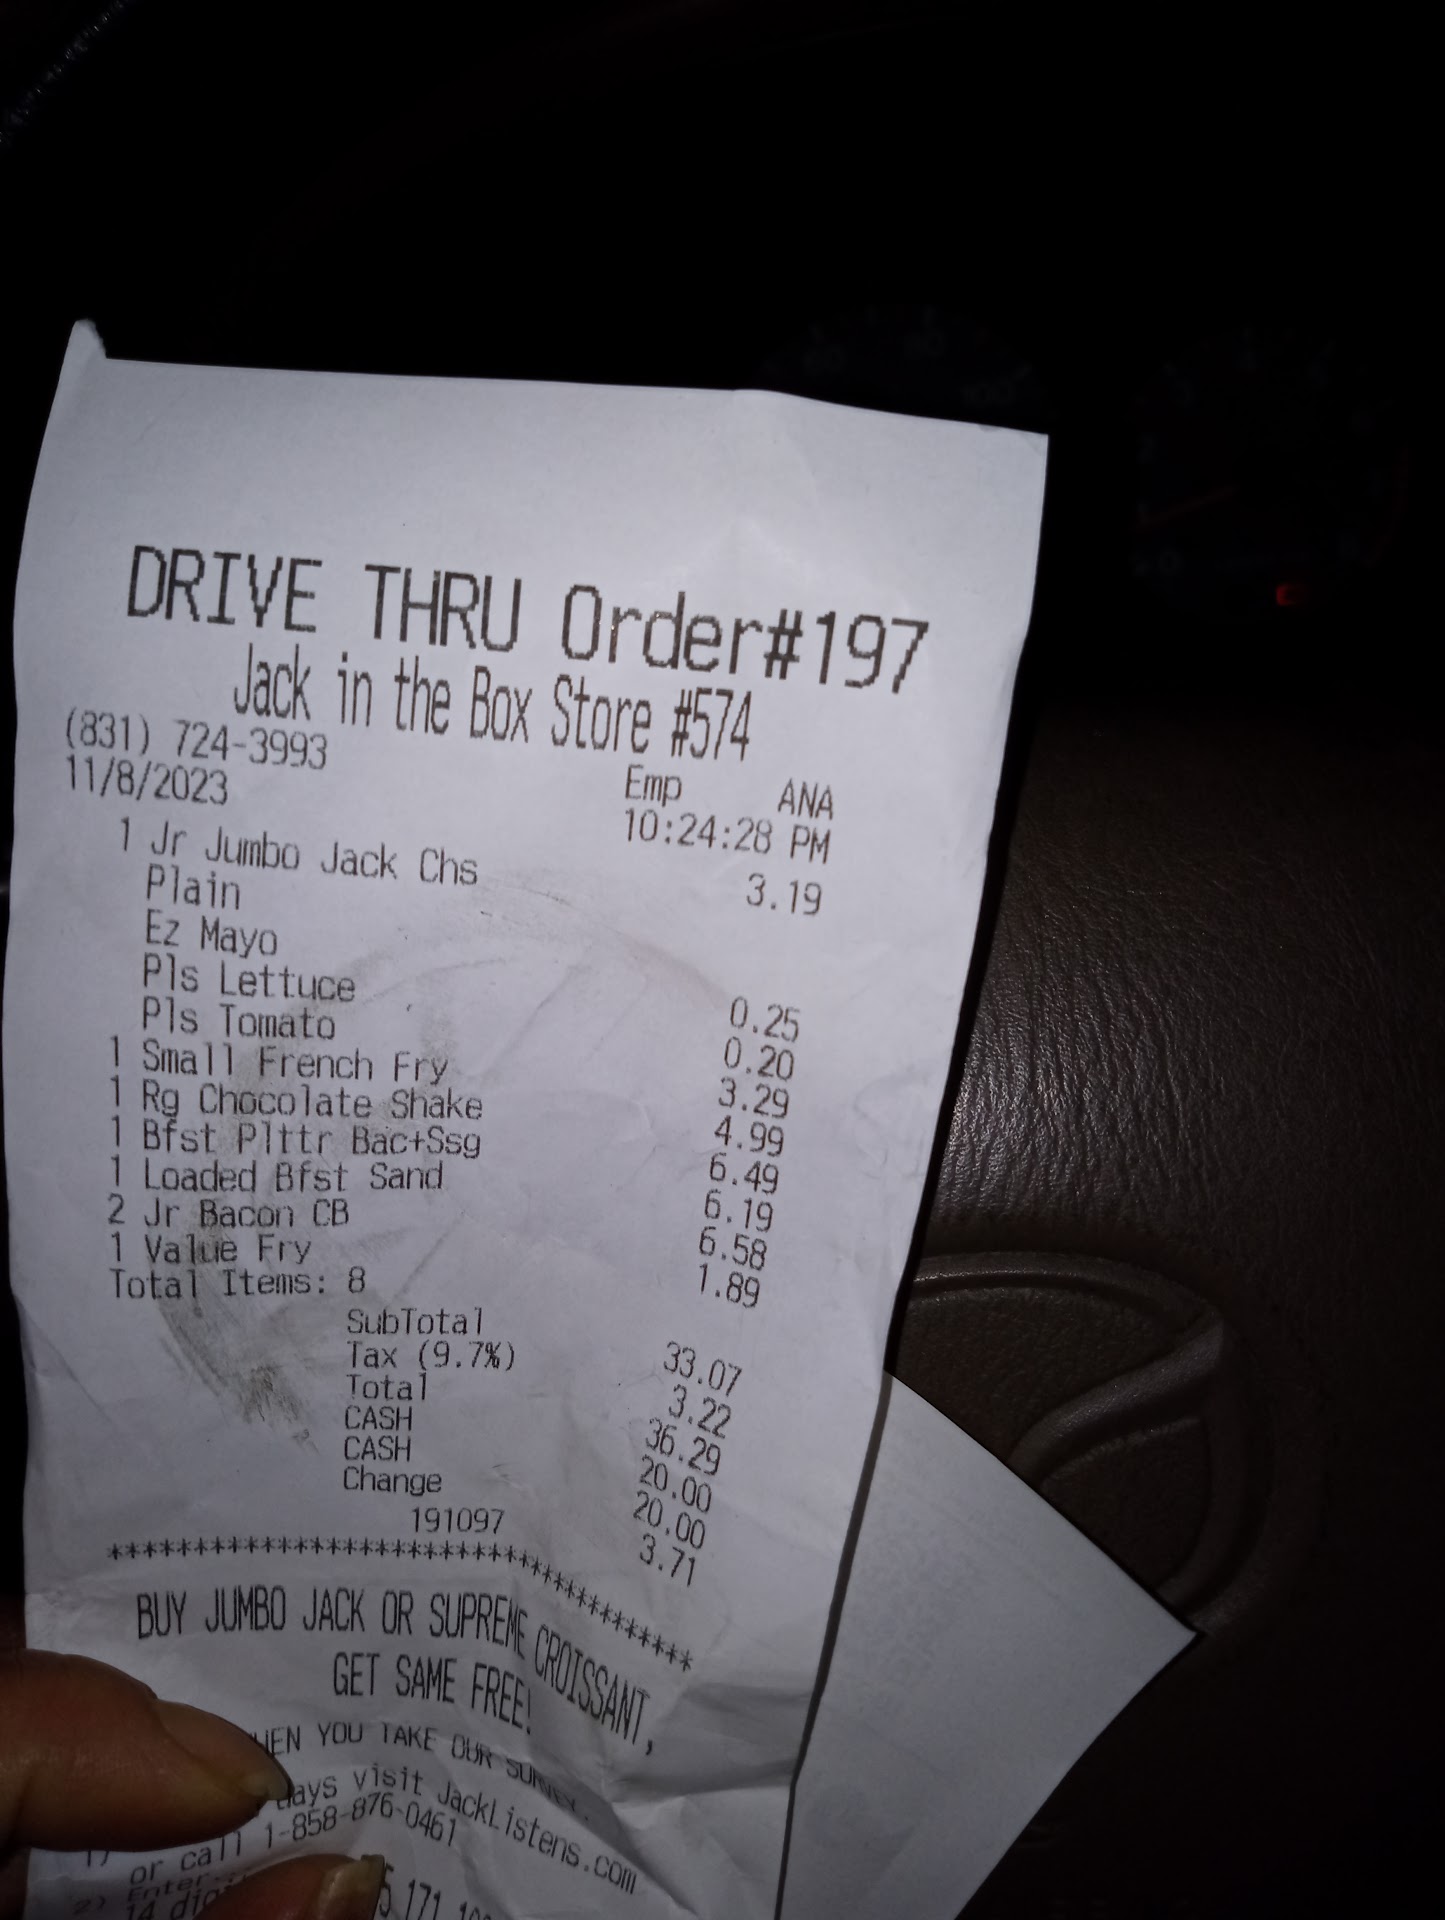 DRIVE THRU Order#197
Jack in the Box Store #574
(831) 724-3993 Emp ANA
11/8/2023 10:24:28 PM
1 Jr Jumbo Jack Chs 3.19
Plain
Ez Mayo
Pls Lettuce 0.25
Pls Tomato 0.20
1 Small French Fry 3.29
1 Rg Chocolate Shake 4.99
1 Bfst Plttr Bac+Ssg 6.49
1 Loaded Bfst Sand 6.19
2 Jr Bacon CB 6.58
1 Value Fry 1.89
Total Items: 8
SubTotal 33.07
Tax (9.7%) 3.22
Total 36.29
CASH 20.00
CASH 20.00
Change 3.71
191097
****************************************
BUY JUMBO JACK OR SUPREME CROISSANT,
GET SAME FREE!
YOU TAKE OUR
1) days visit JackListens.com
or call 1-858-876-0461
2) Enter
14
171